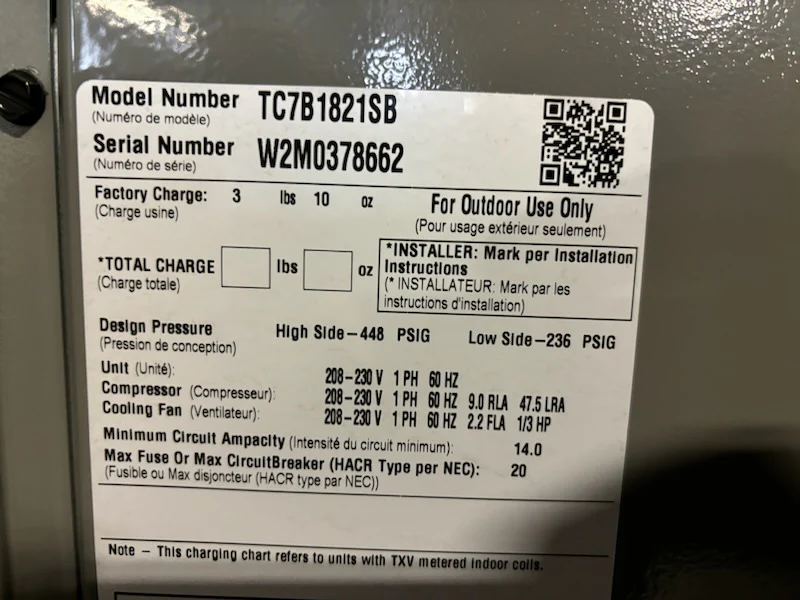 Model Number TC7B1821SB
(Numéro de modèle)
Serial Number W2M0378662
(Numéro de série)
Factory Charge: 3 lbs 10 oz
(Charge usine)
For Outdoor Use Only
(Pour usage extérieur seulement)
*TOTAL CHARGE lbs oz
(Charge totale)
*INSTALLER: Mark per Installation
Instructions
(* INSTALLATEUR: Mark par les
instructions d'installation)
Design Pressure High Side-448 PSIG Low Side-236 PSIG
(Pression de conception)
Unit (Unité): 208-230 V 1 PH 60 HZ
Compressor (Compresseur): 208-230 V 1 PH 60 HZ 9.0 RLA 47.5 LRA
Cooling Fan (Ventilateur): 208-230 V 1 PH 60 HZ 2.2 FLA 1/3 HP
Minimum Circuit Ampacity (Intensité du circuit minimum): 14.0
Max Fuse Or Max CircuitBreaker (HACR Type per NEC): 20
(Fusible ou Max disjoncteur (HACR type par NEC))
Note - This charging chart refers to units with TXV metered indoor coils.